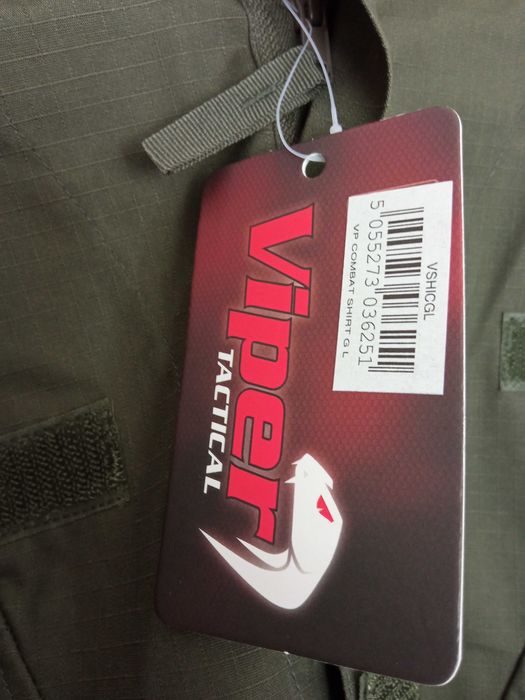 Viper
TACTICAL
VSHICGL
5 055273 036251
VP COMBAT SHIRT G L